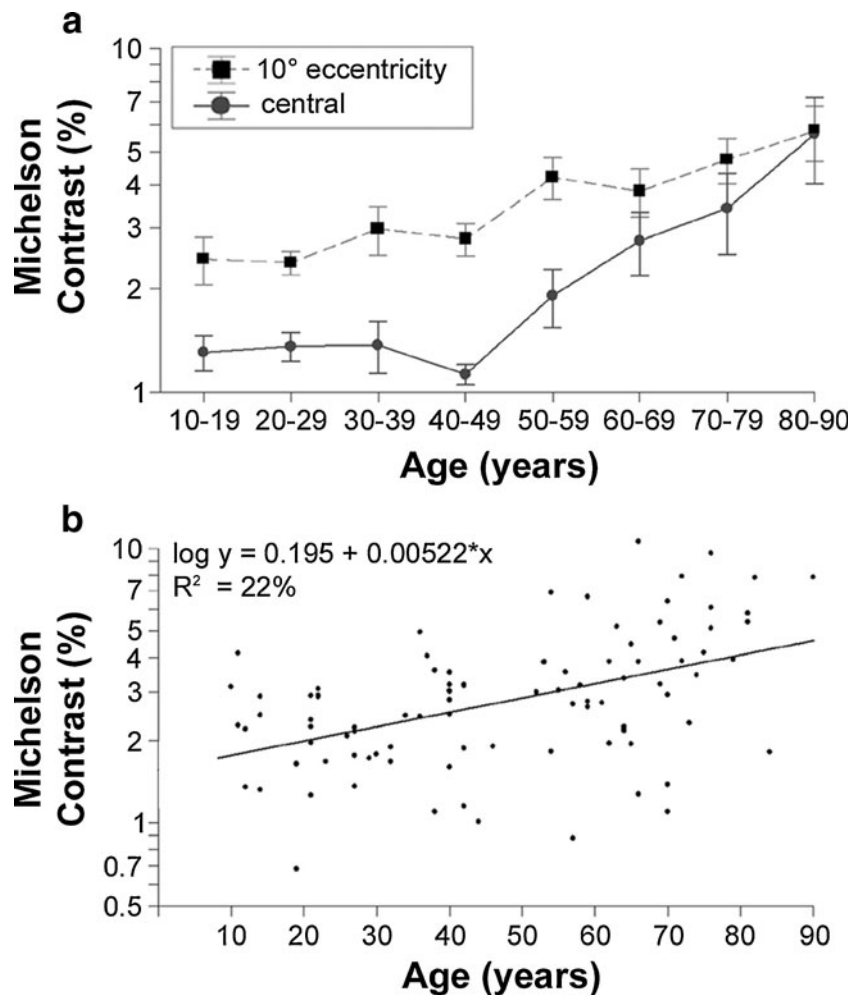 a
10
7
5
4
3
2
1
Michelson
Contrast (%)
10° eccentricity
central
10-19 20-29 30-39 40-49 50-59 60-69 70-79 80-90
Age (years)
b
log y = 0.195 + 0.00522*x
R² = 22%
10
7
4
3
2
1
0.7
0.5
Michelson
Contrast (%)
10 20 30 40 50 60 70 80 90
Age (years)